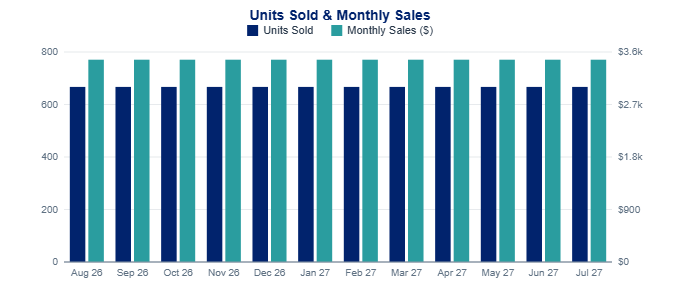 Units Sold & Monthly Sales
Units Sold Monthly Sales ($)
800 $3.6k
600 $2.7k
400 $1.8k
200 $900
0 $0
Aug 26 Sep 26 Oct 26 Nov 26 Dec 26 Jan 27 Feb 27 Mar 27 Apr 27 May 27 Jun 27 Jul 27